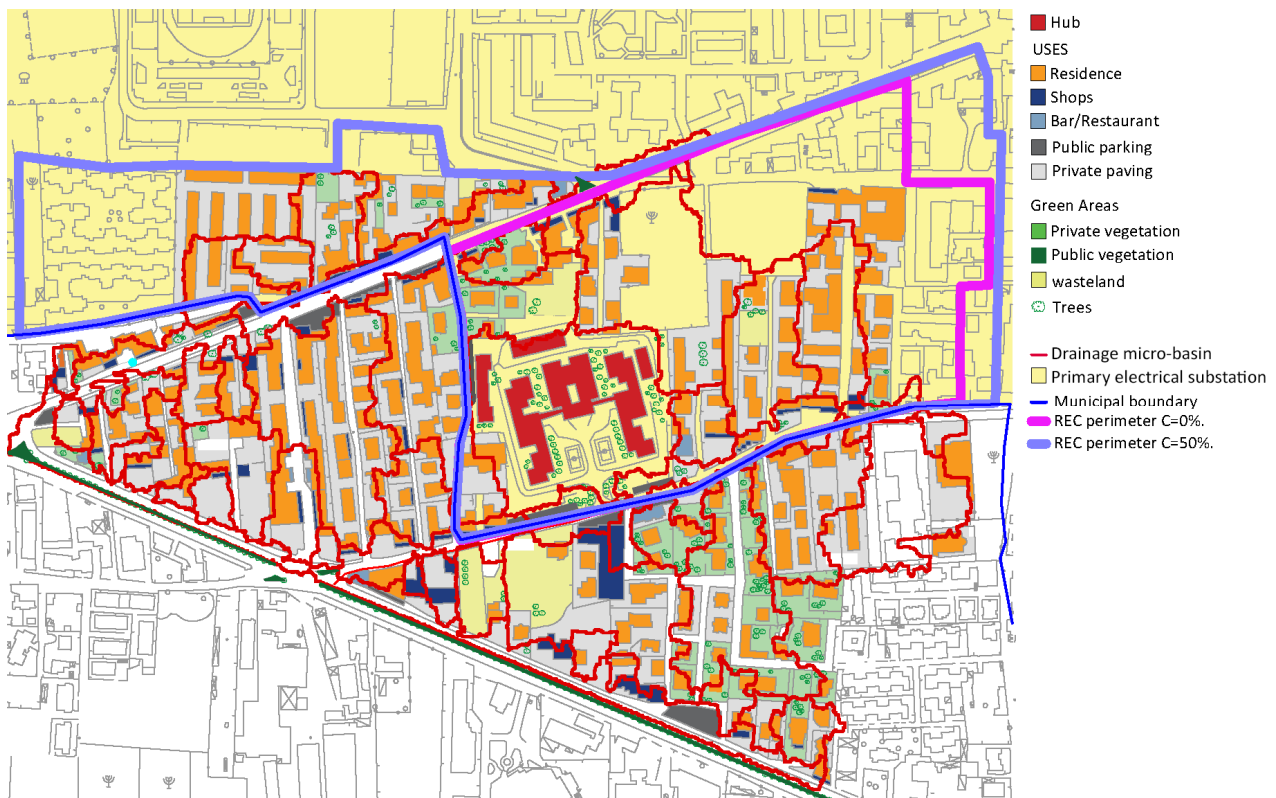 Hub
USES
Residence
Shops
Bar/Restaurant
Public parking
Private paving
Green Areas
Private vegetation
Public vegetation
wasteland
Trees
Drainage micro-basin
Primary electrical substation
Municipal boundary
REC perimeter C=0%.
REC perimeter C=50%.